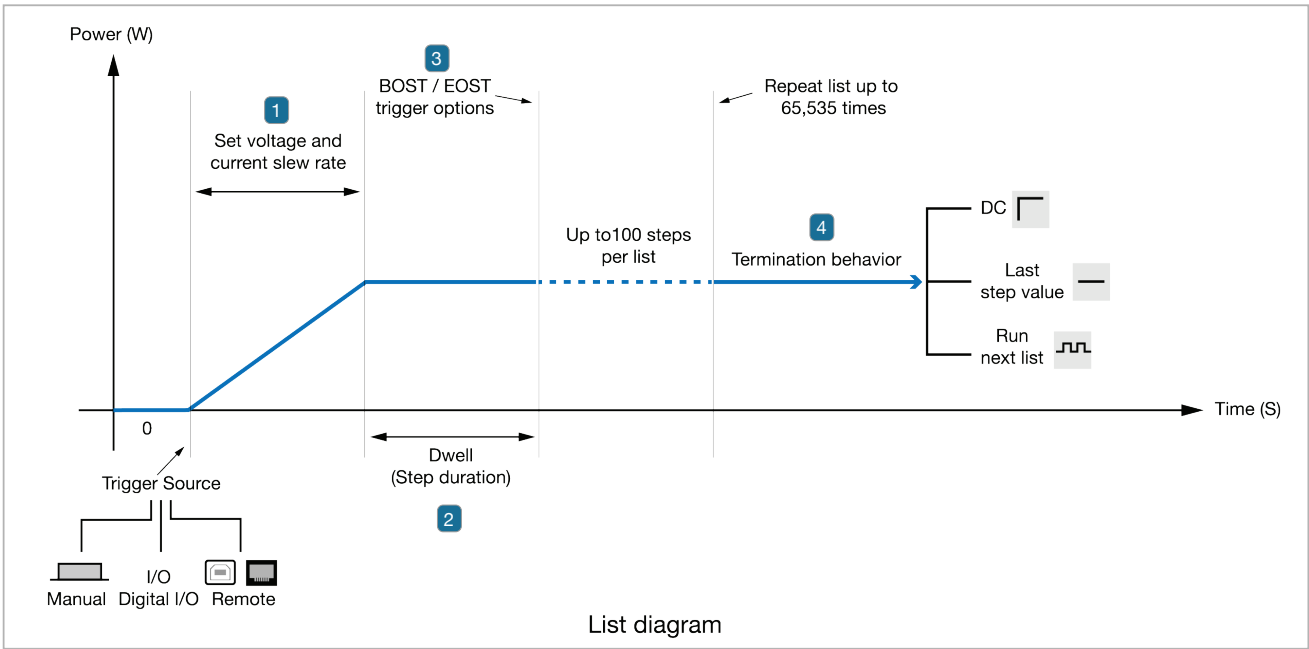 Power (W)
3
BOST / EOST
trigger options
Repeat list up to
65,535 times
1
Set voltage and
current slew rate
DC
4
Up to100 steps
per list
Termination behavior
Last
step value
Run
next list
Time (S)
0
Dwell
(Step duration)
2
Trigger Source
I/O
Manual
Digital I/O
Remote
List diagram